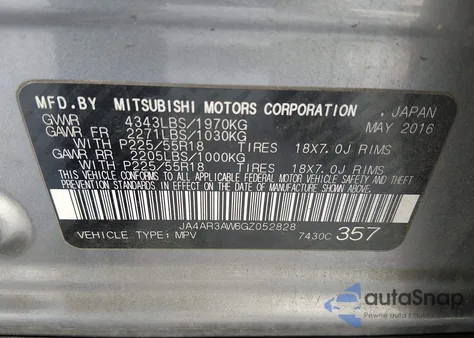 MFD.BY MITSUBISHI MOTORS CORPORATION . JAPAN
GVWR 4343LBS/1970KG MAY 2016
GAWR FR 2271LBS/1030KG
WITH P225/55R18 TIRES 18X7.0J RIMS
GAWR RR 2205LBS/1000KG
WITH P225/55R18 TIRES 18X7.0J RIMS
THIS VEHICLE CONFORMS TO ALL APPLICABLE FEDERAL MOTOR VEHICLE SAFETY AND THEFT
PREVENTION STANDARDS IN EFFECT ON THE DATE OF MANUFACTURE SHOWN ABOVE.
JA4AR3AW6GZ052828
VEHICLE TYPE: MPV 7430C 357
autoSnap
Pawne auto buduschego